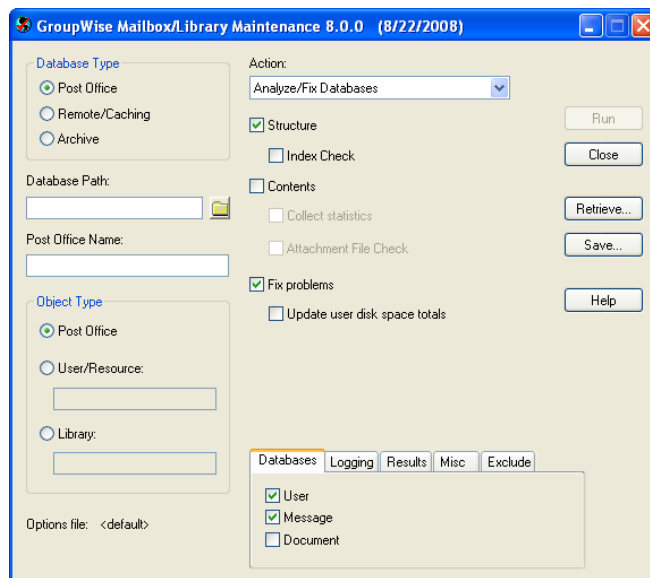 GroupWise Mailbox/Library Maintenance 8.0.0 (8/22/2008)
Database Type
Post Office
Remote/Caching
Archive
Database Path:
Post Office Name:
Object Type
Post Office
User/Resource:
Library:
Options file: <default>
Action:
Analyze/Fix Databases
Structure
Index Check
Contents
Collect statistics
Attachment File Check
Fix problems
Update user disk space totals
Run
Close
Retrieve...
Save...
Help
Databases Logging Results Misc Exclude
User
Message
Document